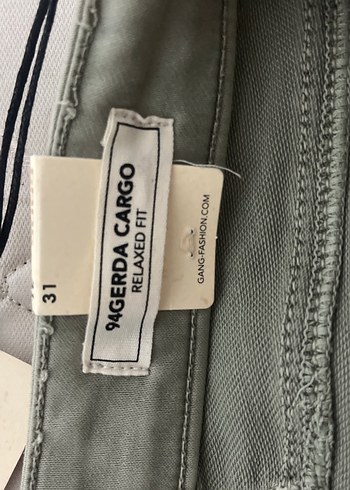 94GERDA CARGO
RELAXED FIT
31
GANG-FASHION.COM